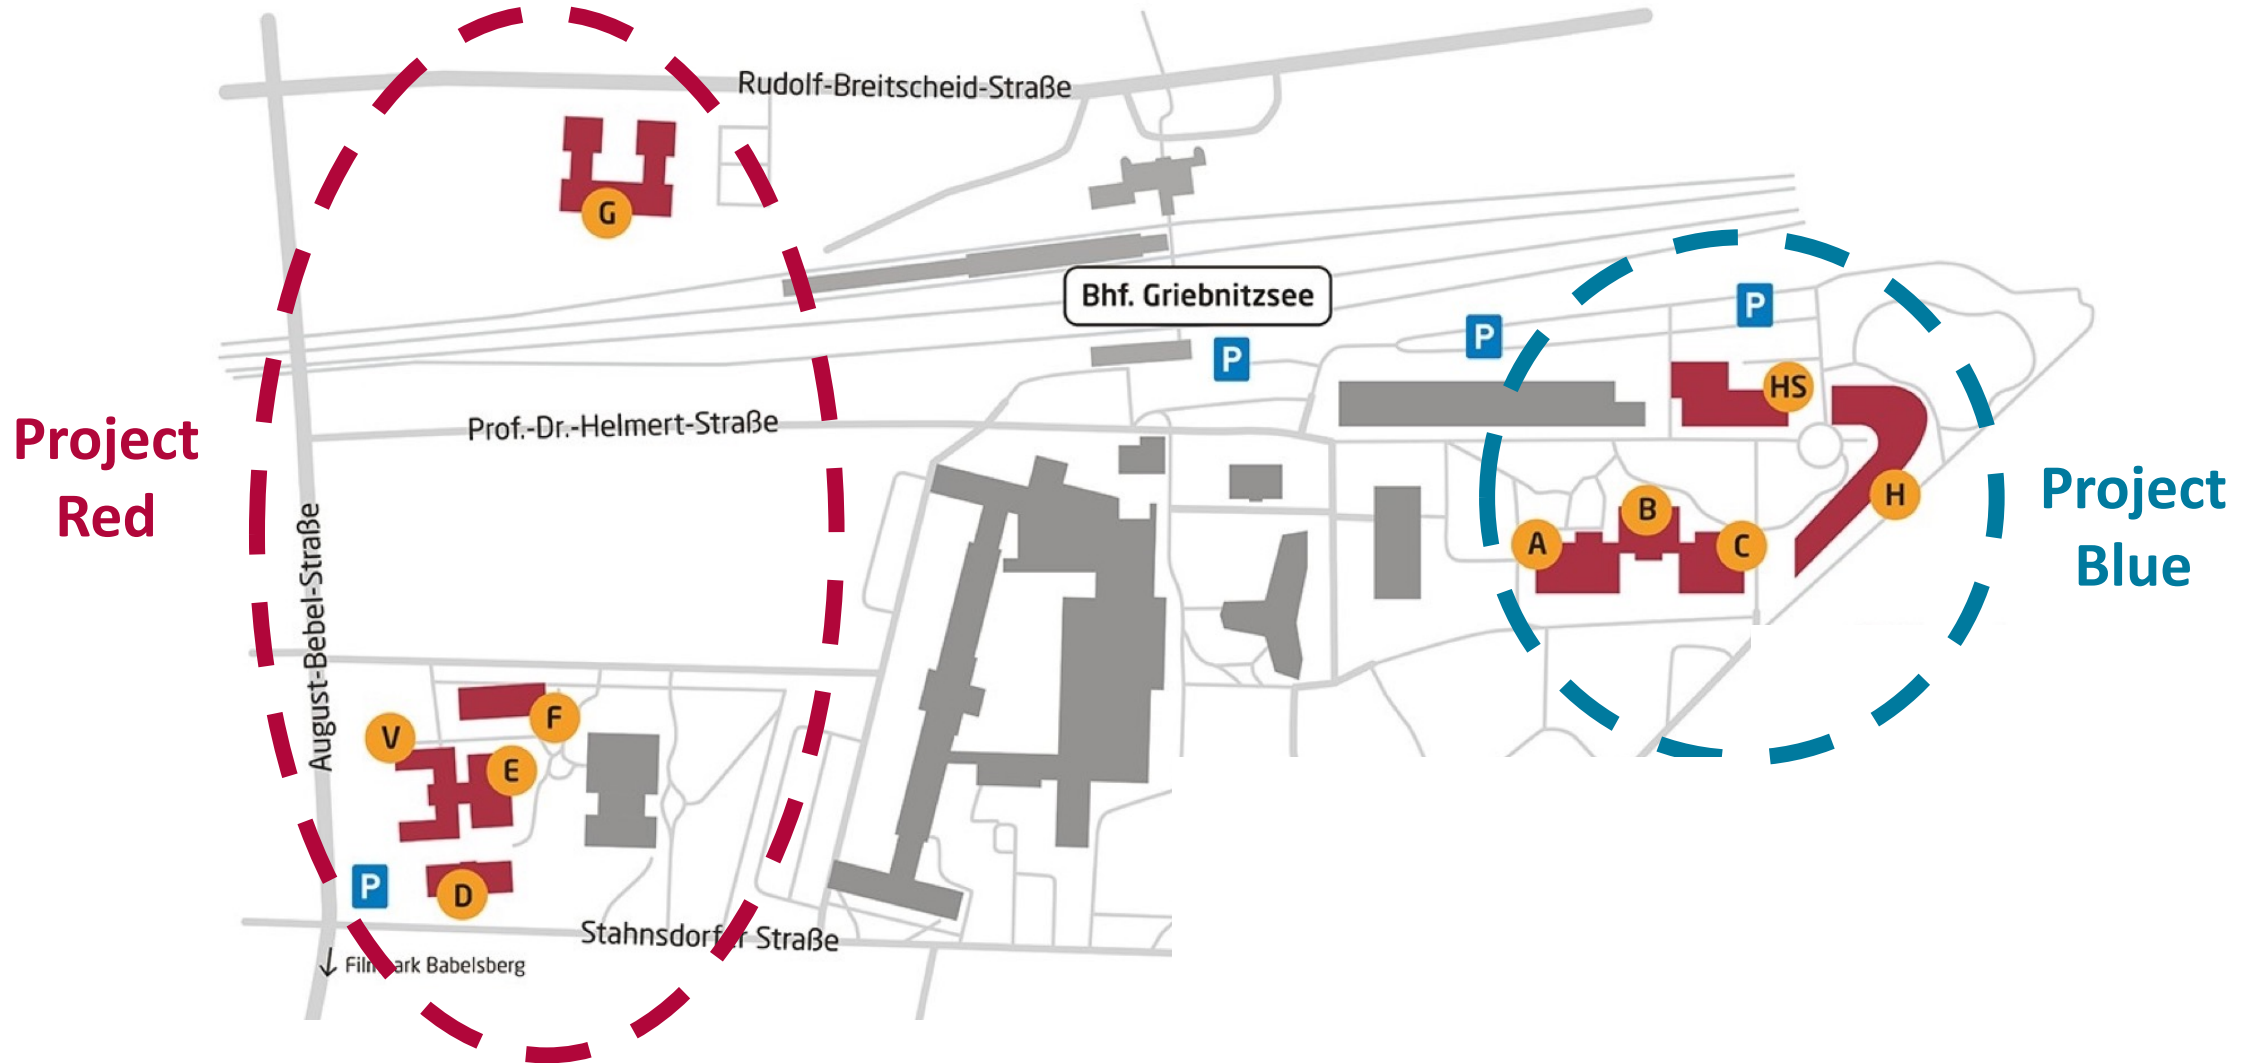 Rudolf-Breitscheid-Straße
G
Bhf. Griebnitzsee
P
P
P
HS
Prof.-Dr.-Helmert-Straße
Project
Red
H
B
A
C
Project
Blue
August-Bebel-Straße
F
V
E
P
D
Stahnsdorfer Straße
Filmpark Babelsberg